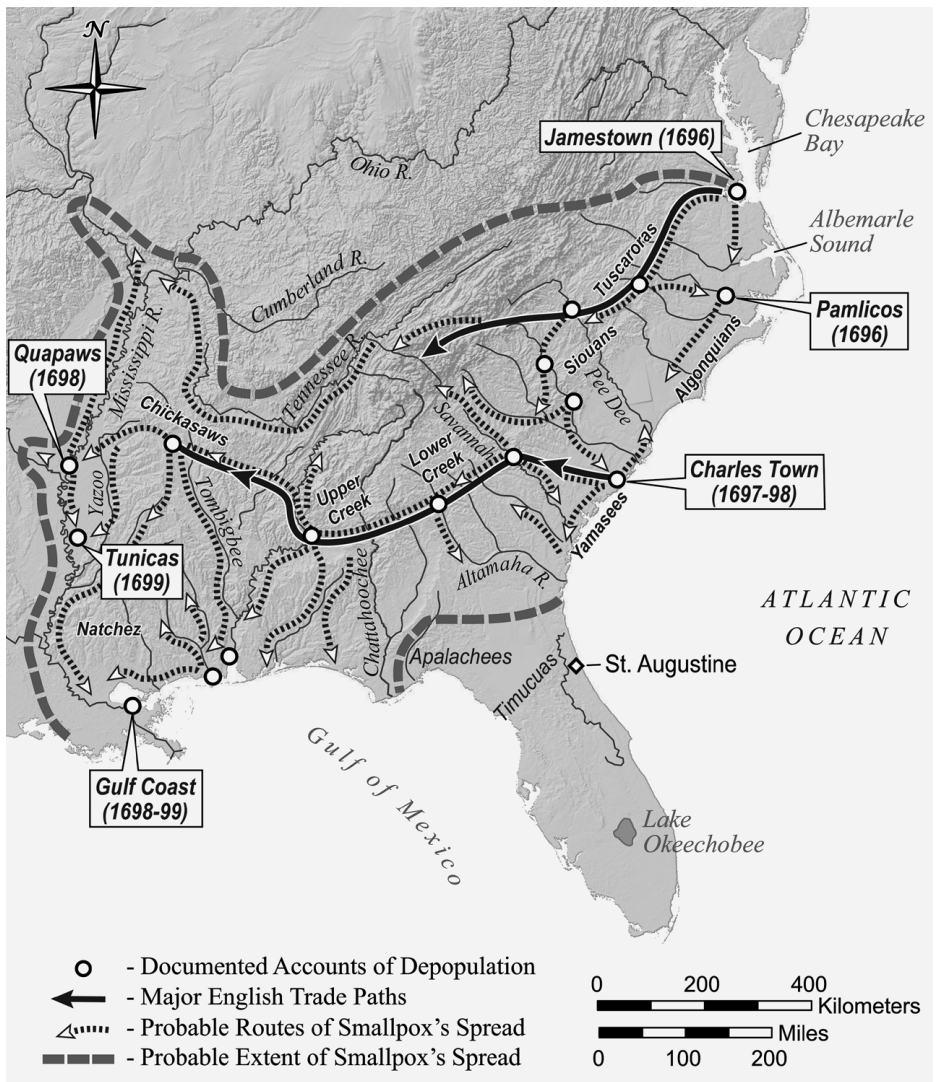 N
Chesapeake
Bay
Jamestown (1696)
Ohio R.
Albemarle
Sound
Tuscaroras
Cumberland R.
Pamlicos
(1696)
Mississippi R.
Quapaws
(1698)
Siouans
Algonquians
Tennessee R.
Pee Dee
Chickasaws
Savannah
Lower
Creek
Charles Town
(1697-98)
Yazoo
Tombigbee
Upper
Creek
Yamasees
Tunicas
(1699)
Altamaha R.
Chattahoochee
ATLANTIC
OCEAN
Natchez
Apalachees
St. Augustine
Timucuas
Gulf of Mexico
Gulf Coast
(1698-99)
Lake
Okeechobee
- Documented Accounts of Depopulation
- Major English Trade Paths
- Probable Routes of Smallpox's Spread
- Probable Extent of Smallpox's Spread
0 200 400
Kilometers
Miles
0 100 200